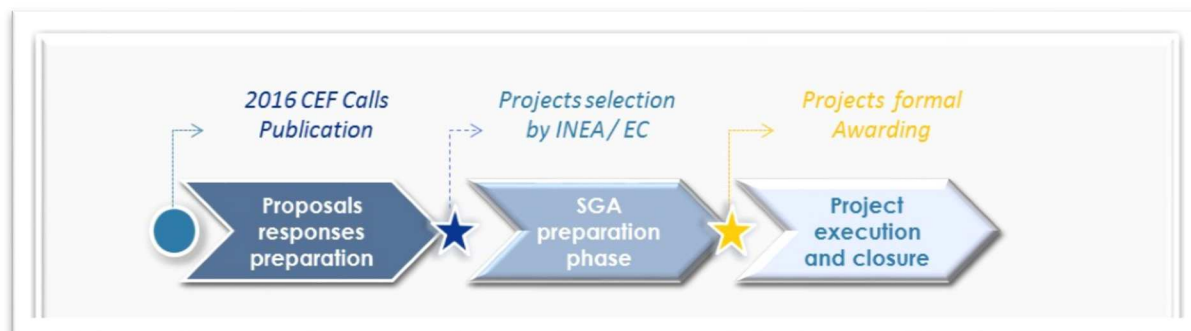 2016 CEF Calls
Publication
Projects selection
by INEA / EC
Projects formal
Awarding
Proposals
responses
preparation
SGA
preparation
phase
Project
execution
and closure